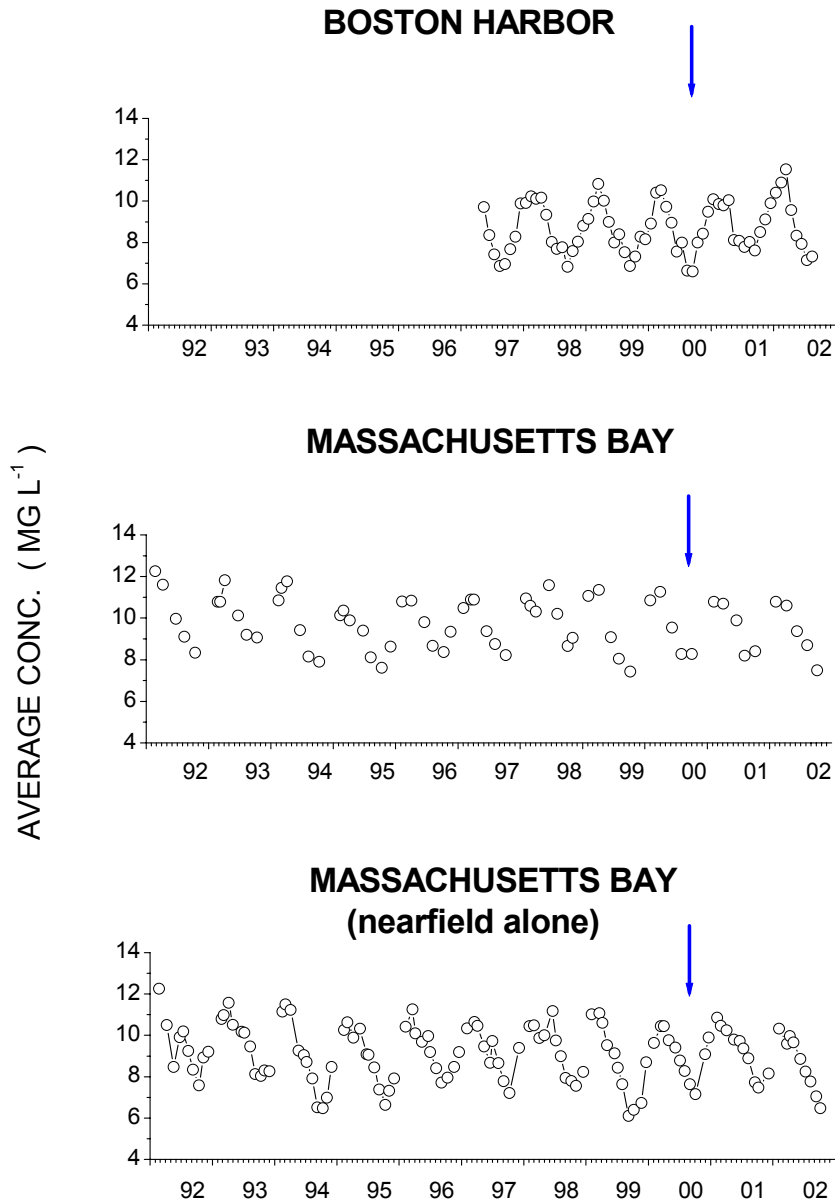 BOSTON HARBOR
14
12
10
8
6
4
92 93 94 95 96 97 98 99 00 01 02
AVERAGE CONC. ( MG L-1 )
MASSACHUSETTS BAY
14
12
10
8
6
4
92 93 94 95 96 97 98 99 00 01 02
MASSACHUSETTS BAY
(nearfield alone)
14
12
10
8
6
4
92 93 94 95 96 97 98 99 00 01 02